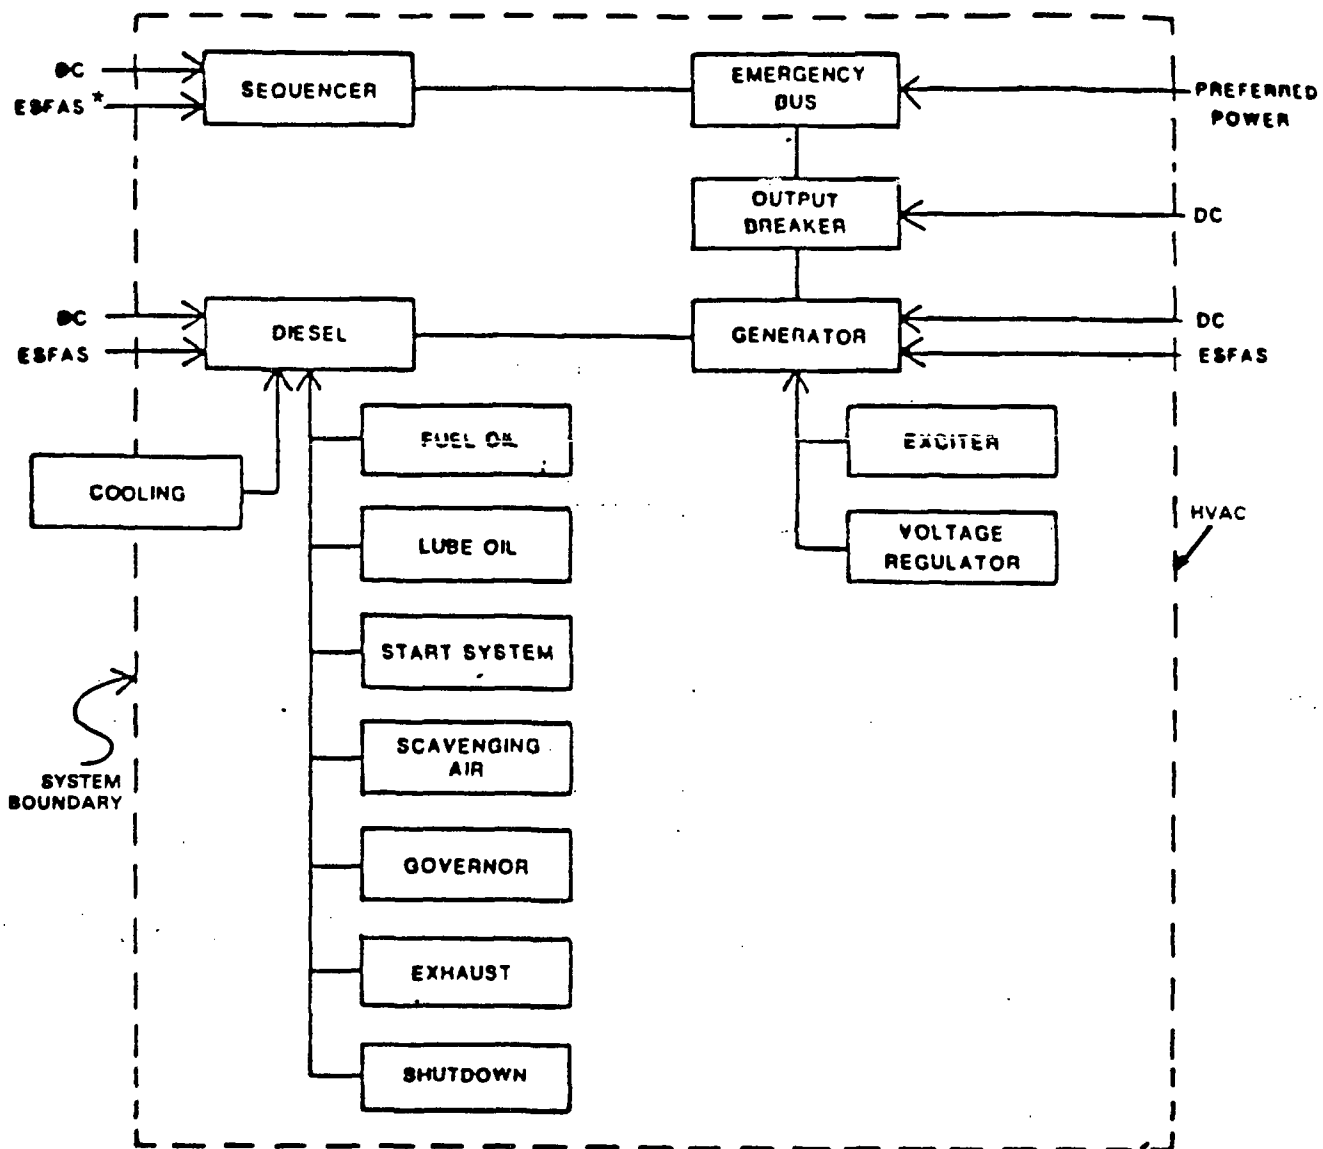 DC
ESFAS *
SEQUENCER
EMERGENCY
BUS
PREFERRED
POWER
OUTPUT
BREAKER
DC
DC
ESFAS
DIESEL
GENERATOR
DC
ESFAS
FUEL OIL
EXCITER
COOLING
LUBE OIL
VOLTAGE
REGULATOR
HVAC
START SYSTEM
SCAVENGING
AIR
SYSTEM
BOUNDARY
GOVERNOR
EXHAUST
SHUTDOWN